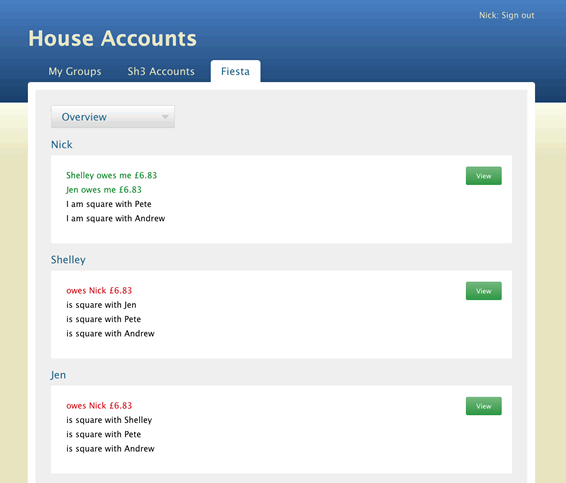 Nick: Sign out
House Accounts
My Groups Sh3 Accounts Fiesta
Overview
Nick
Shelley owes me £6.83
View
Jen owes me £6.83
I am square with Pete
I am square with Andrew
Shelley
owes Nick £6.83
View
is square with Jen
is square with Pete
is square with Andrew
Jen
owes Nick £6.83
View
is square with Shelley
is square with Pete
is square with Andrew